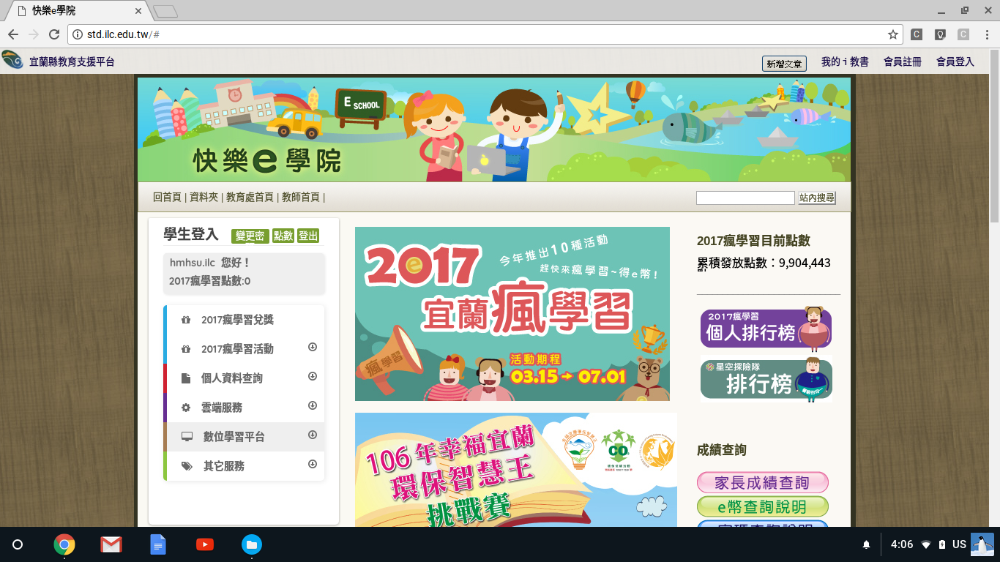 快樂e學院
std.ilc.edu.tw/#
宜蘭縣教育支援平台
新增文章
我的 i 教書
會員註冊
會員登入
E SCHOOL
快樂e學院
回首頁 | 資料夾 | 教育處首頁 | 教師首頁 |
站內搜尋
學生登入
變更密
點數
登出
hmhsu.ilc 您好！
2017瘋學習點數:0
2017瘋學習兌獎
2017瘋學習活動
個人資料查詢
雲端服務
數位學習平台
其它服務
2017
e
今年推出10種活動
趕快來瘋學習~得e幣!
宜蘭瘋學習
瘋學習
活動期程
03.15→07.01
106年幸福宜蘭
環保智慧王
挑戰賽
CO2
2017瘋學習目前點數
累積發放點數：9,904,443
2017瘋學習
個人排行榜
星空探險隊
排行榜
成績查詢
家長成績查詢
e幣查詢說明
密碼查詢說明
4:06
US